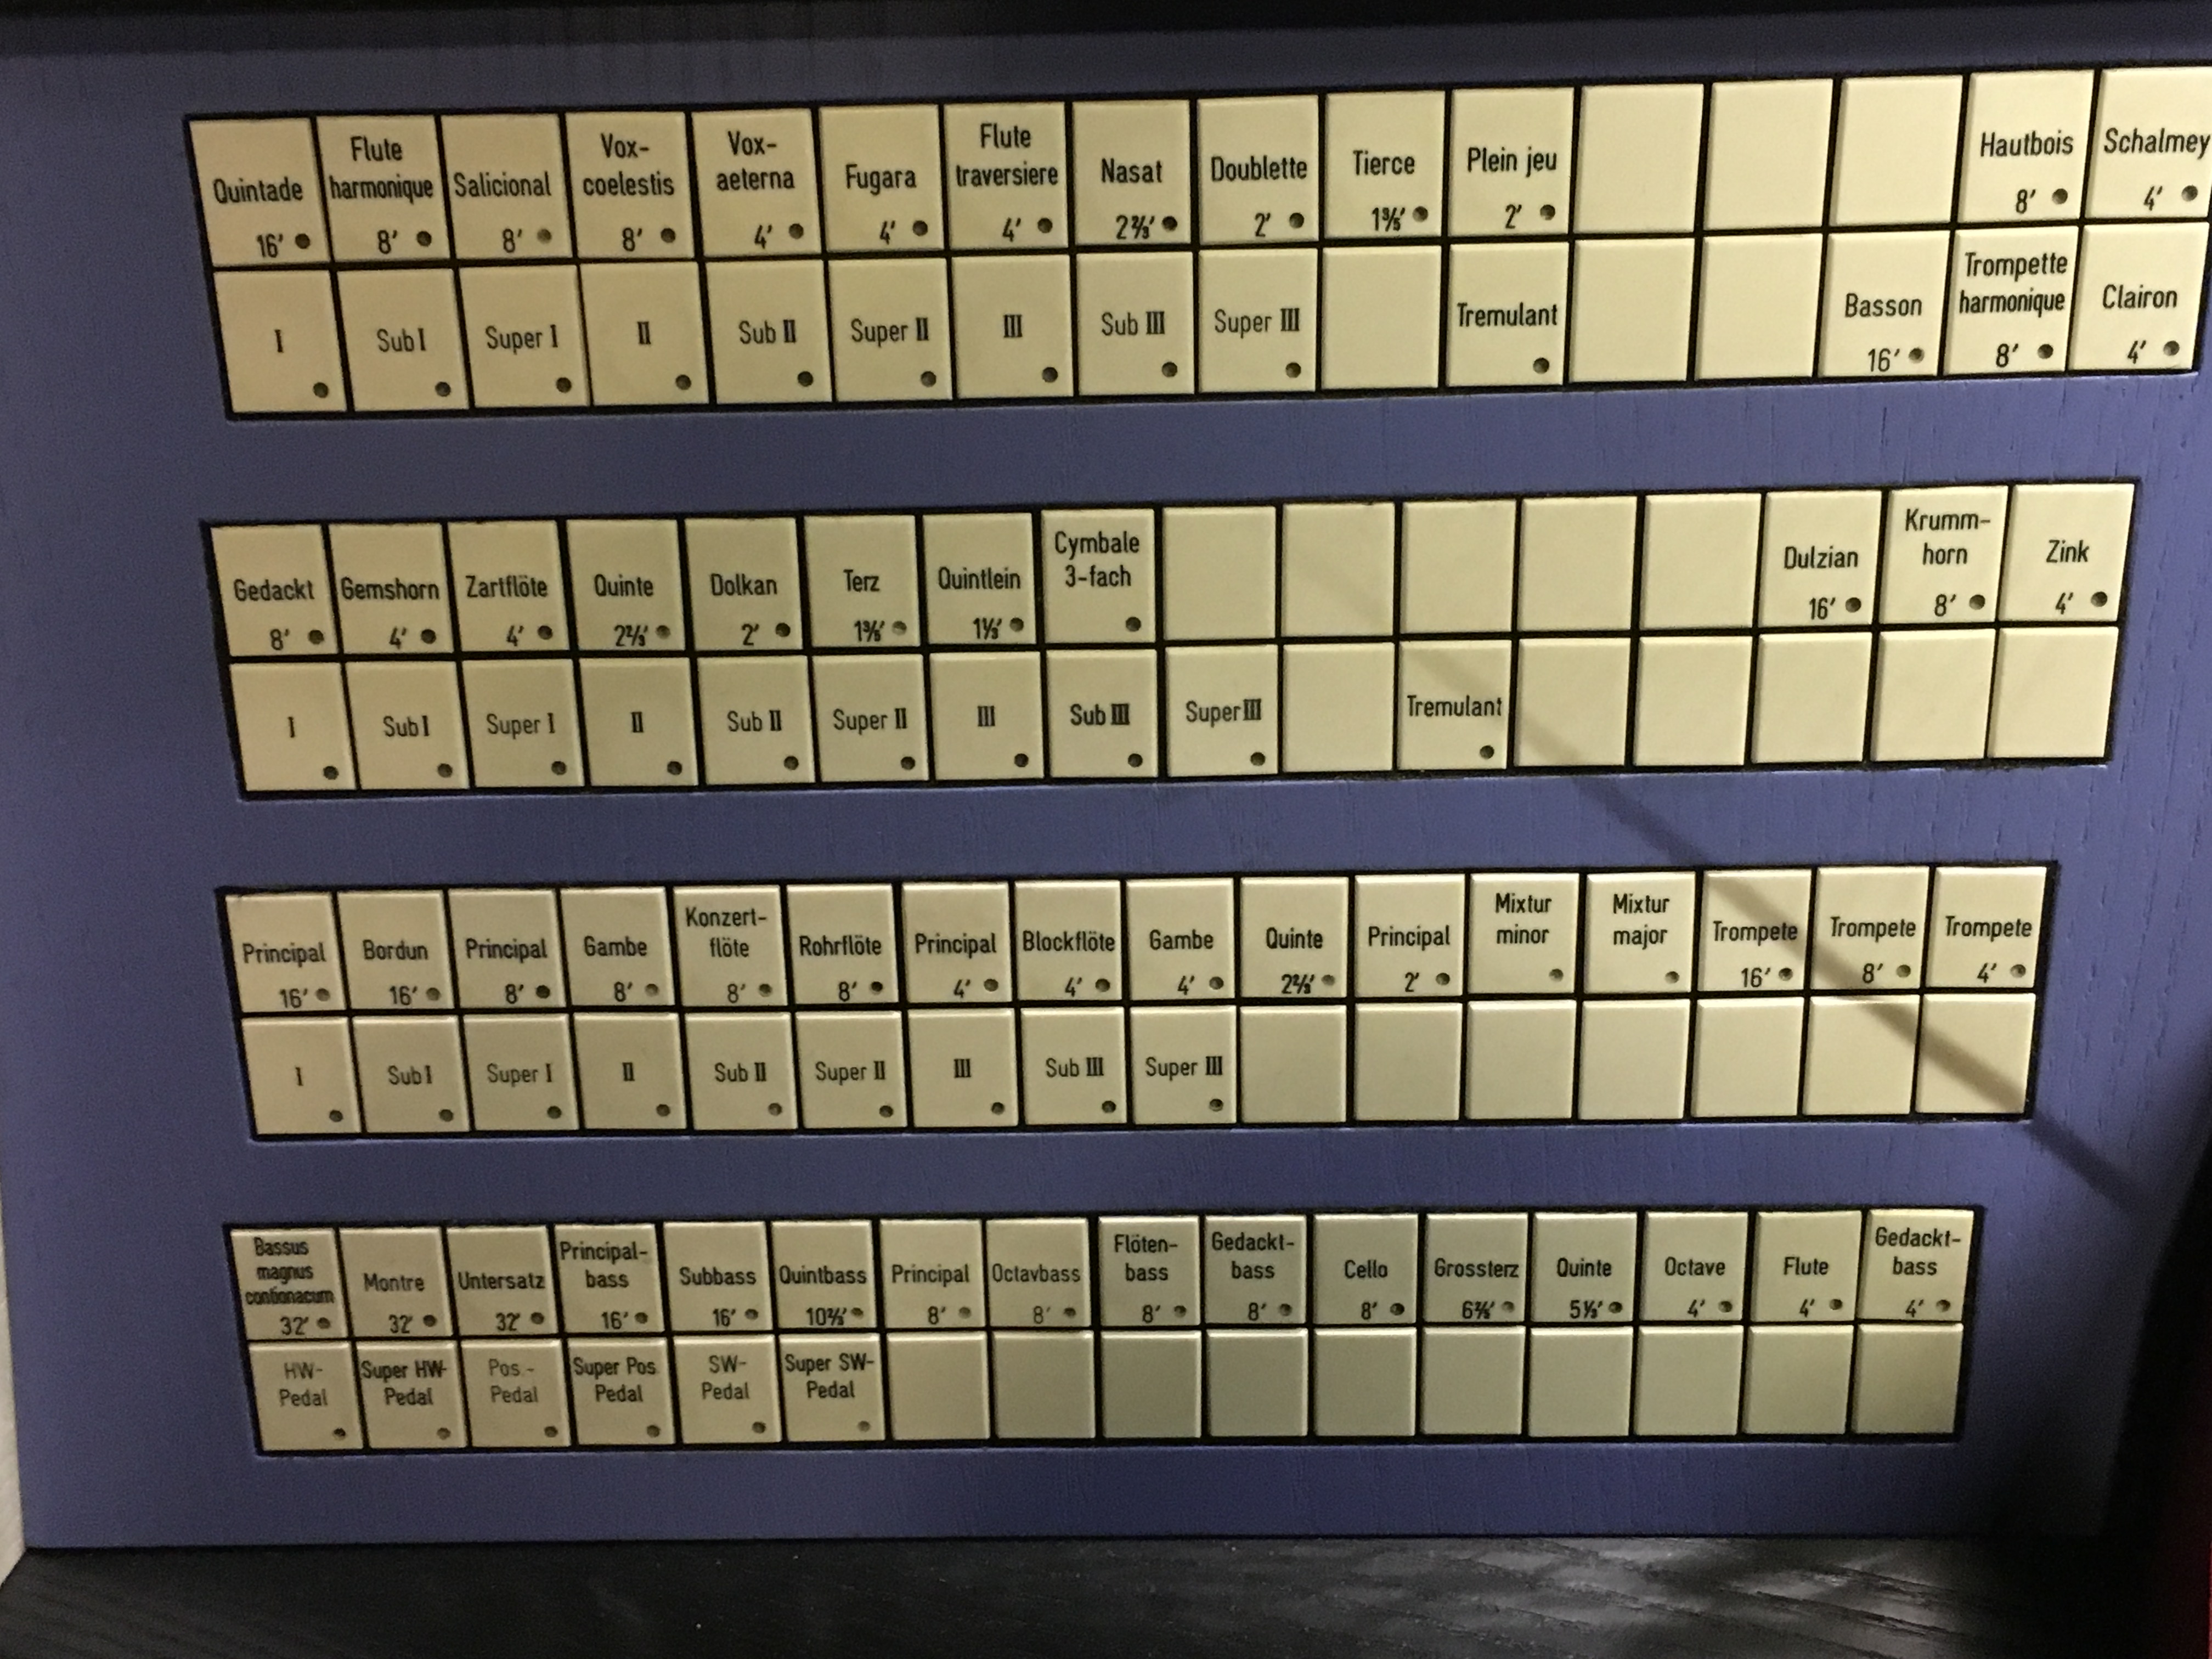 Quintade 16′
Flute harmonique 8′
Salicional 8′
Vox-coelestis 8′
Vox-aeterna 4′
Fugara 4′
Flute traversiere 4′
Nasat 2⅔′
Doublette 2′
Tierce 1⅗′
Plein jeu 2′
Hautbois 8′
Schalmey 4′
I
Sub I
Super I
II
Sub II
Super II
III
Sub III
Super III
Tremulant
Basson 16′
Trompette harmonique 8′
Clairon 4′
Gedackt 8′
Gemshorn 4′
Zartflöte 4′
Quinte 2⅔′
Dolkan 2′
Terz 1⅗′
Quintlein 1⅓′
Cymbale 3-fach
Dulzian 16′
Krumm-horn 8′
Zink 4′
I
Sub I
Super I
II
Sub II
Super II
III
Sub III
Super III
Tremulant
Principal 16′
Bordun 16′
Principal 8′
Gambe 8′
Konzert-flöte 8′
Rohrflöte 8′
Principal 4′
Blockflöte 4′
Gambe 4′
Quinte 2⅔′
Principal 2′
Mixtur minor
Mixtur major
Trompete 16′
Trompete 8′
Trompete 4′
I
Sub I
Super I
II
Sub II
Super II
III
Sub III
Super III
Bassus magnus contionacum 32′
Montre 32′
Untersatz 32′
Principal-bass 16′
Subbass 16′
Quintbass 10⅔′
Principal 8′
Octavbass 8′
Flöten-bass 8′
Gedackt-bass 8′
Cello 8′
Grossterz 6⅖′
Quinte 5⅓′
Octave 4′
Flute 4′
Gedackt-bass 4′
HW-Pedal
Super HW-Pedal
Pos.-Pedal
Super Pos Pedal
SW-Pedal
Super SW-Pedal